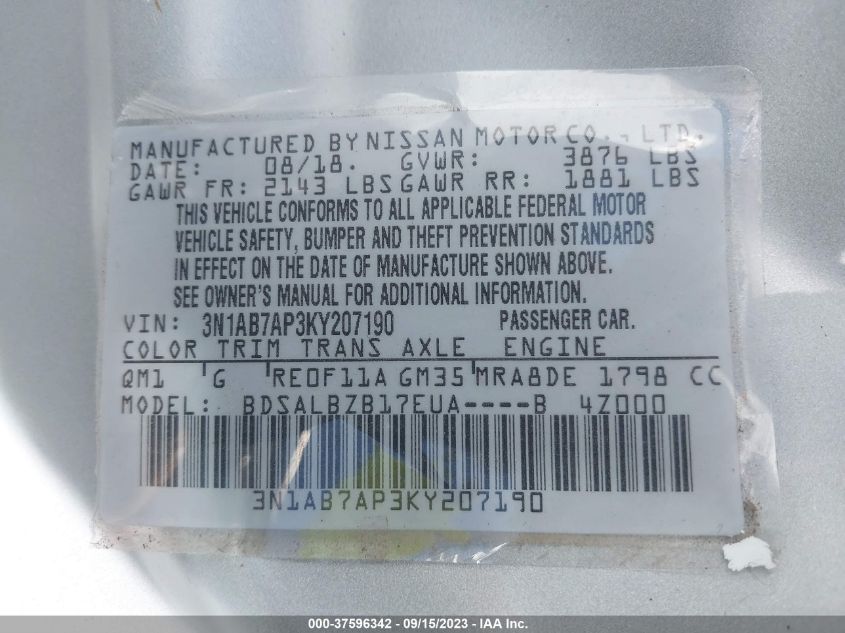 MANUFACTURED BY NISSAN MOTOR CO., LTD.
DATE: 08/18. GVWR: 3876 LBS
GAWR FR: 2143 LBS GAWR RR: 1881 LBS
THIS VEHICLE CONFORMS TO ALL APPLICABLE FEDERAL MOTOR
VEHICLE SAFETY, BUMPER AND THEFT PREVENTION STANDARDS
IN EFFECT ON THE DATE OF MANUFACTURE SHOWN ABOVE.
SEE OWNER'S MANUAL FOR ADDITIONAL INFORMATION.
VIN: 3N1AB7AP3KY207190 PASSENGER CAR.
COLOR TRIM TRANS AXLE ENGINE
QM1 G RE0F11A GM35 MRA8DE 1798 CC
MODEL: BDSALBZB17EUA----B 4Z000
3N1AB7AP3KY207190
000-37596342 - 09/15/2023 - IAA Inc.